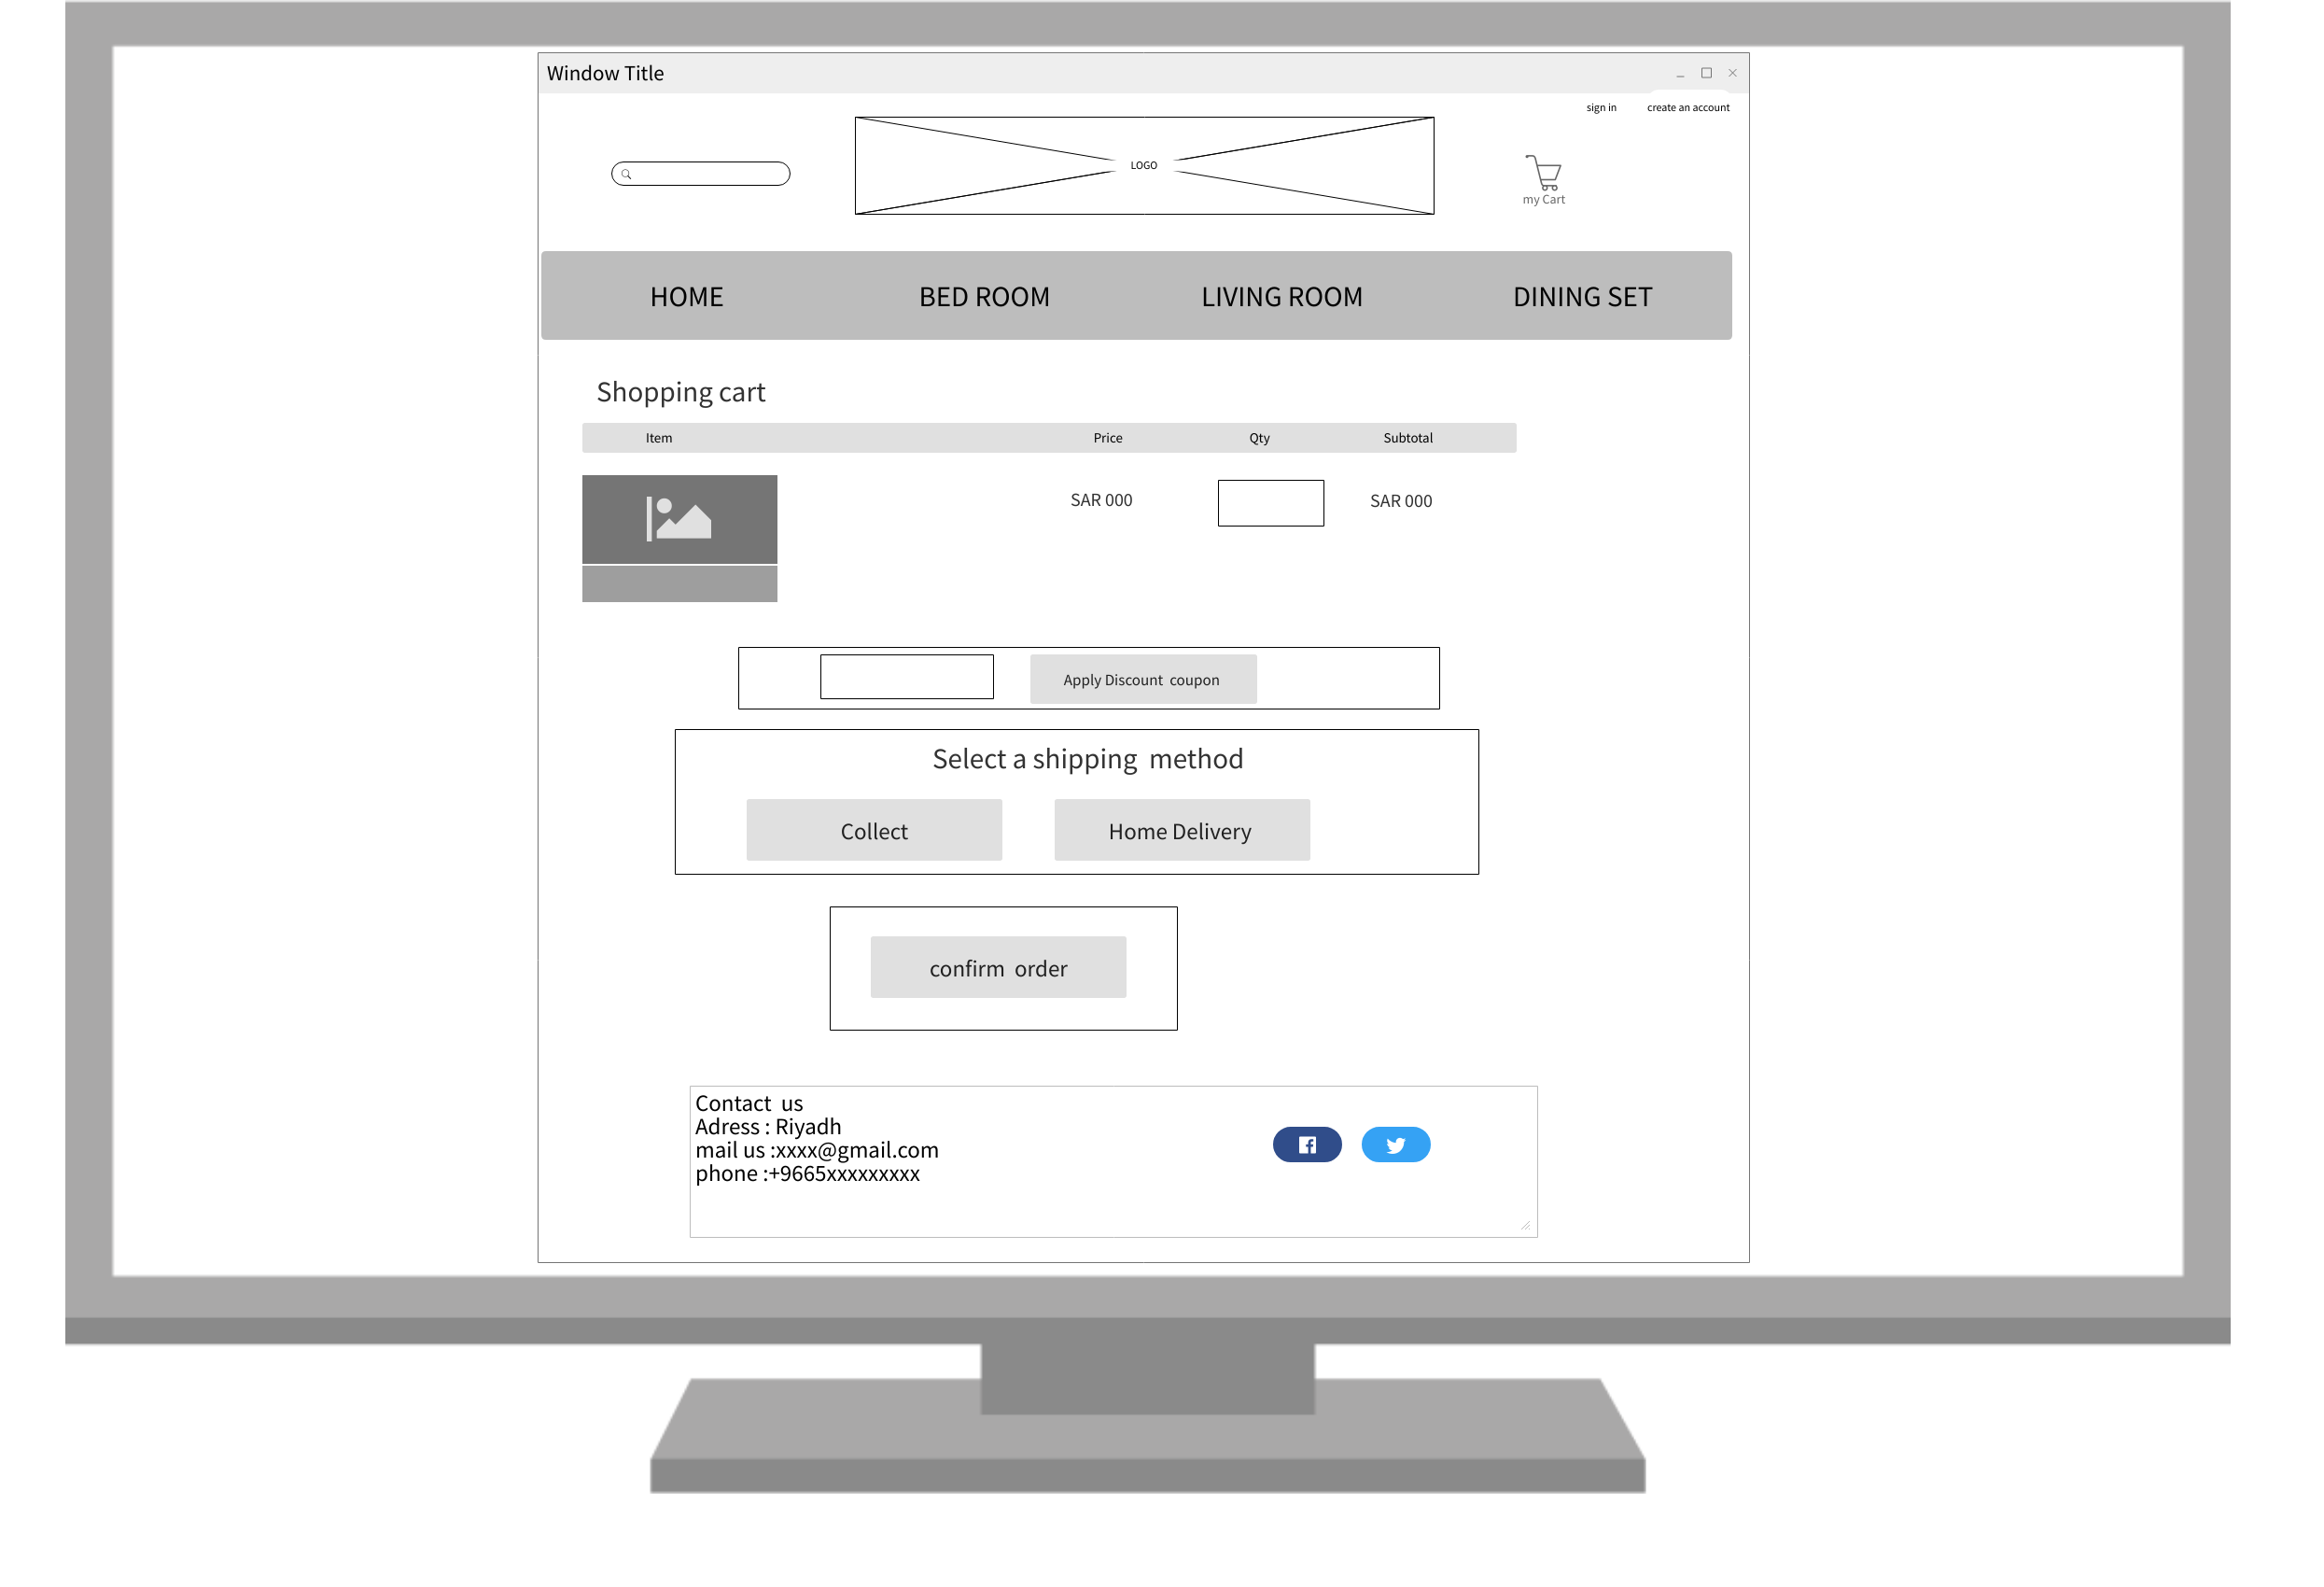 Window Title
sign in create an account
LOGO
my Cart
HOME BED ROOM LIVING ROOM DINING SET
Shopping cart
Item Price Qty Subtotal
SAR 000 SAR 000
Apply Discount coupon
Select a shipping method
Collect Home Delivery
confirm order
Contact us
Adress : Riyadh
mail us :xxxx@gmail.com
phone :+9665xxxxxxxxx